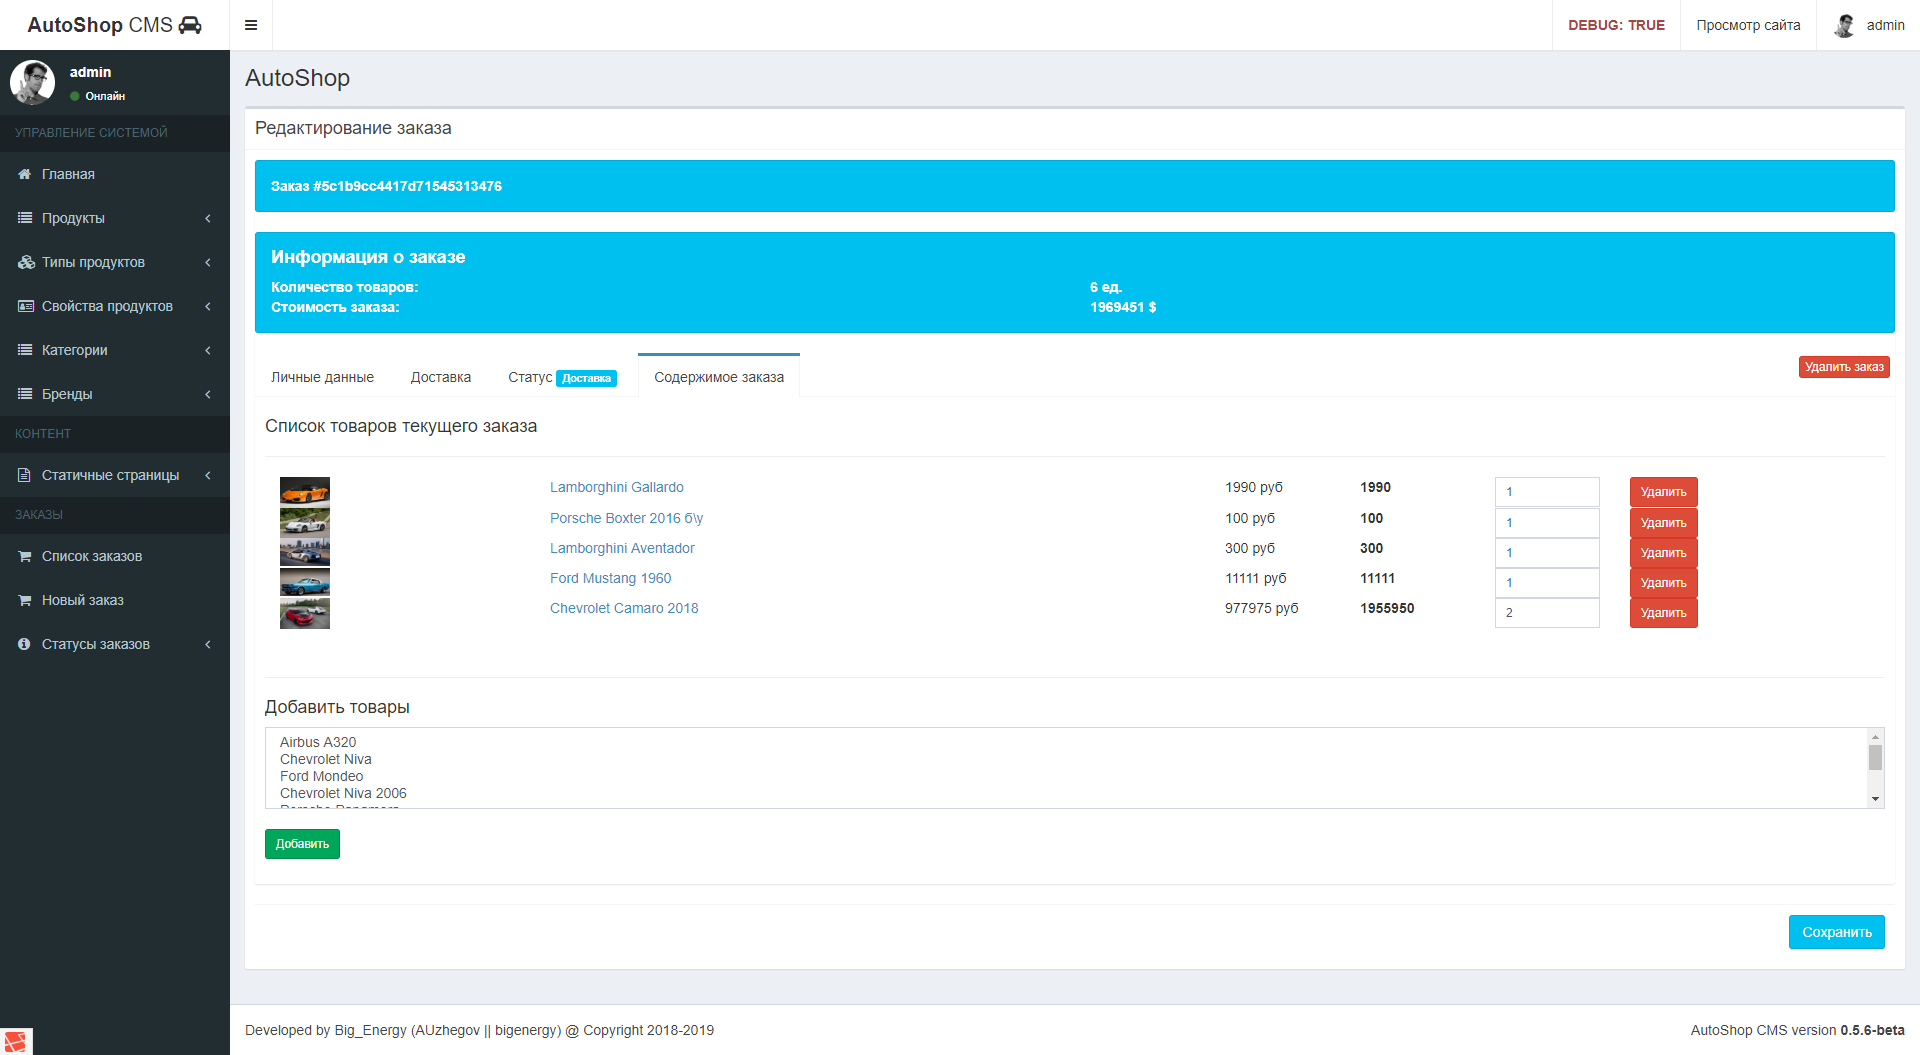 AutoShop CMS
DEBUG: TRUE
Просмотр сайта
admin
admin
Онлайн
УПРАВЛЕНИЕ СИСТЕМОЙ
Главная
Продукты
Типы продуктов
Свойства продуктов
Категории
Бренды
КОНТЕНТ
Статичные страницы
ЗАКАЗЫ
Список заказов
Новый заказ
Статусы заказов
AutoShop
Редактирование заказа
Заказ #5c1b9cc4417d71545313476
Информация о заказе
Количество товаров: 6 ед.
Стоимость заказа: 1969451 $
Личные данные Доставка Статус Доставка Содержимое заказа Удалить заказ
Список товаров текущего заказа
Lamborghini Gallardo 1990 руб 1990 1 Удалить
Porsche Boxter 2016 б\у 100 руб 100 1 Удалить
Lamborghini Aventador 300 руб 300 1 Удалить
Ford Mustang 1960 11111 руб 11111 1 Удалить
Chevrolet Camaro 2018 977975 руб 1955950 2 Удалить
Добавить товары
Airbus A320
Chevrolet Niva
Ford Mondeo
Chevrolet Niva 2006
Porsche Panamera
Добавить
Сохранить
Developed by Big_Energy (AUzhegov || bigenergy) @ Copyright 2018-2019
AutoShop CMS version 0.5.6-beta